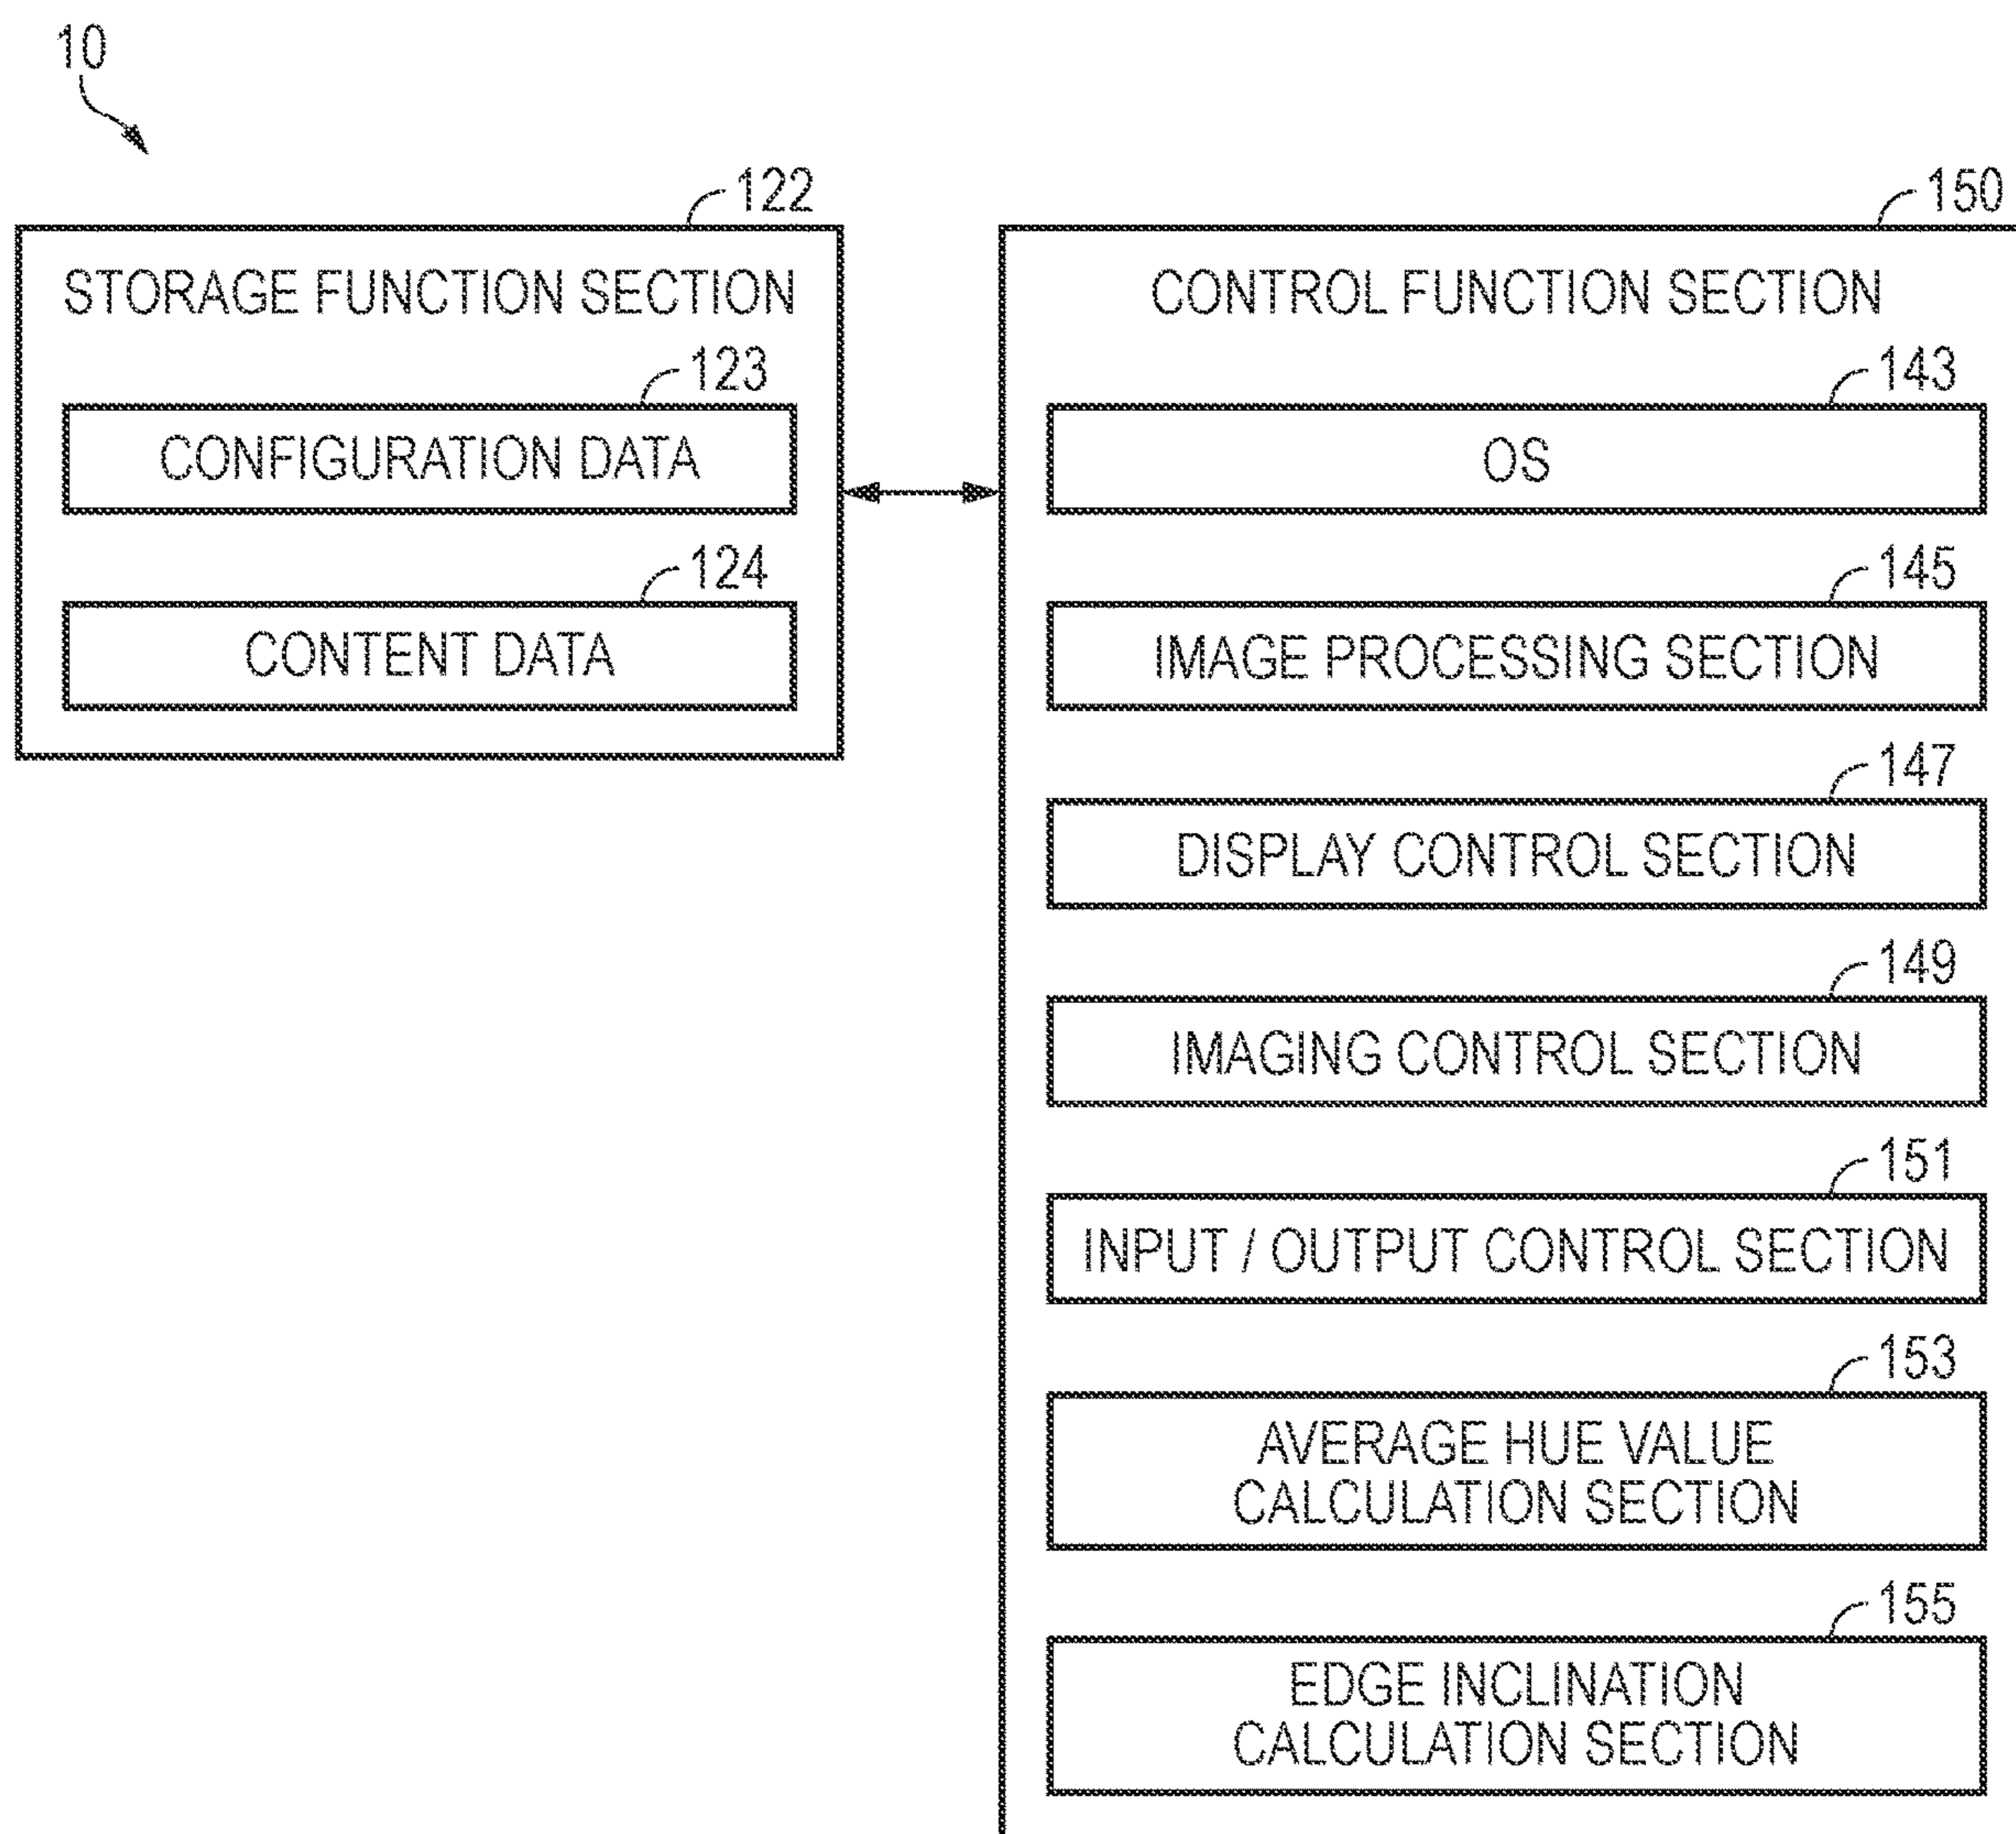 10
122
STORAGE FUNCTION SECTION
123
CONFIGURATION DATA
124
CONTENT DATA
150
CONTROL FUNCTION SECTION
143
OS
145
IMAGE PROCESSING SECTION
147
DISPLAY CONTROL SECTION
149
IMAGING CONTROL SECTION
151
INPUT / OUTPUT CONTROL SECTION
153
AVERAGE HUE VALUE
CALCULATION SECTION
155
EDGE INCLINATION
CALCULATION SECTION